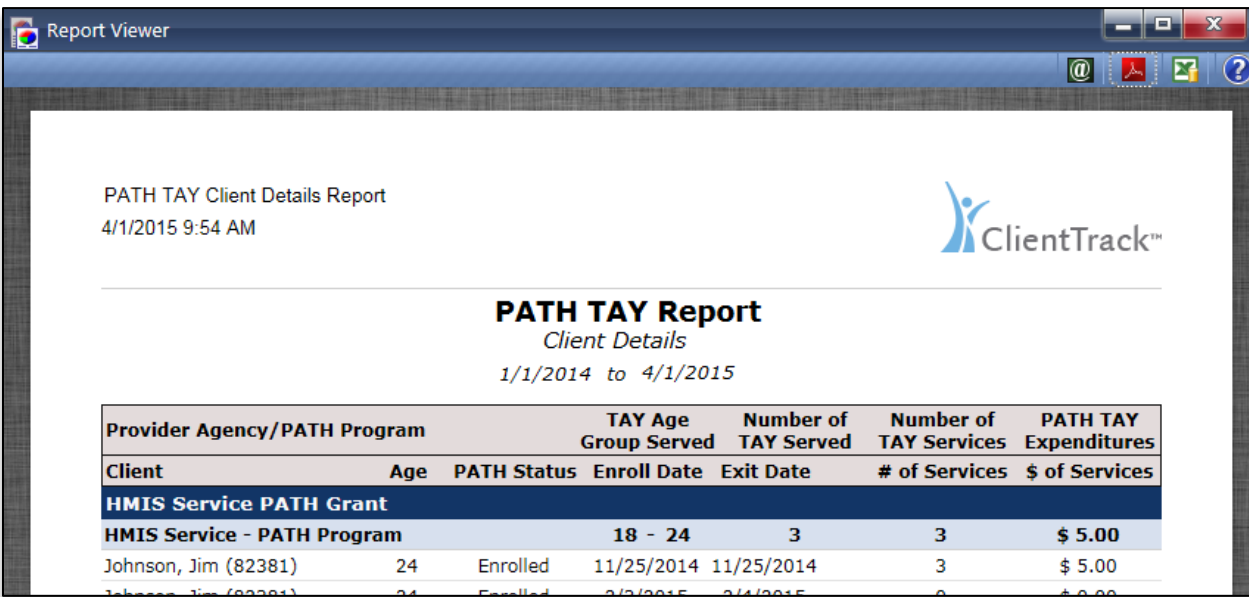 Report Viewer
PATH TAY Client Details Report
4/1/2015 9:54 AM
ClientTrack™
PATH TAY Report
Client Details
1/1/2014 to 4/1/2015
Provider Agency/PATH Program TAY Age Group Served Number of TAY Served Number of TAY Services PATH TAY Expenditures
Client Age PATH Status Enroll Date Exit Date # of Services $ of Services
HMIS Service PATH Grant
HMIS Service - PATH Program 18 - 24 3 3 $ 5.00
Johnson, Jim (82381) 24 Enrolled 11/25/2014 11/25/2014 3 $ 5.00